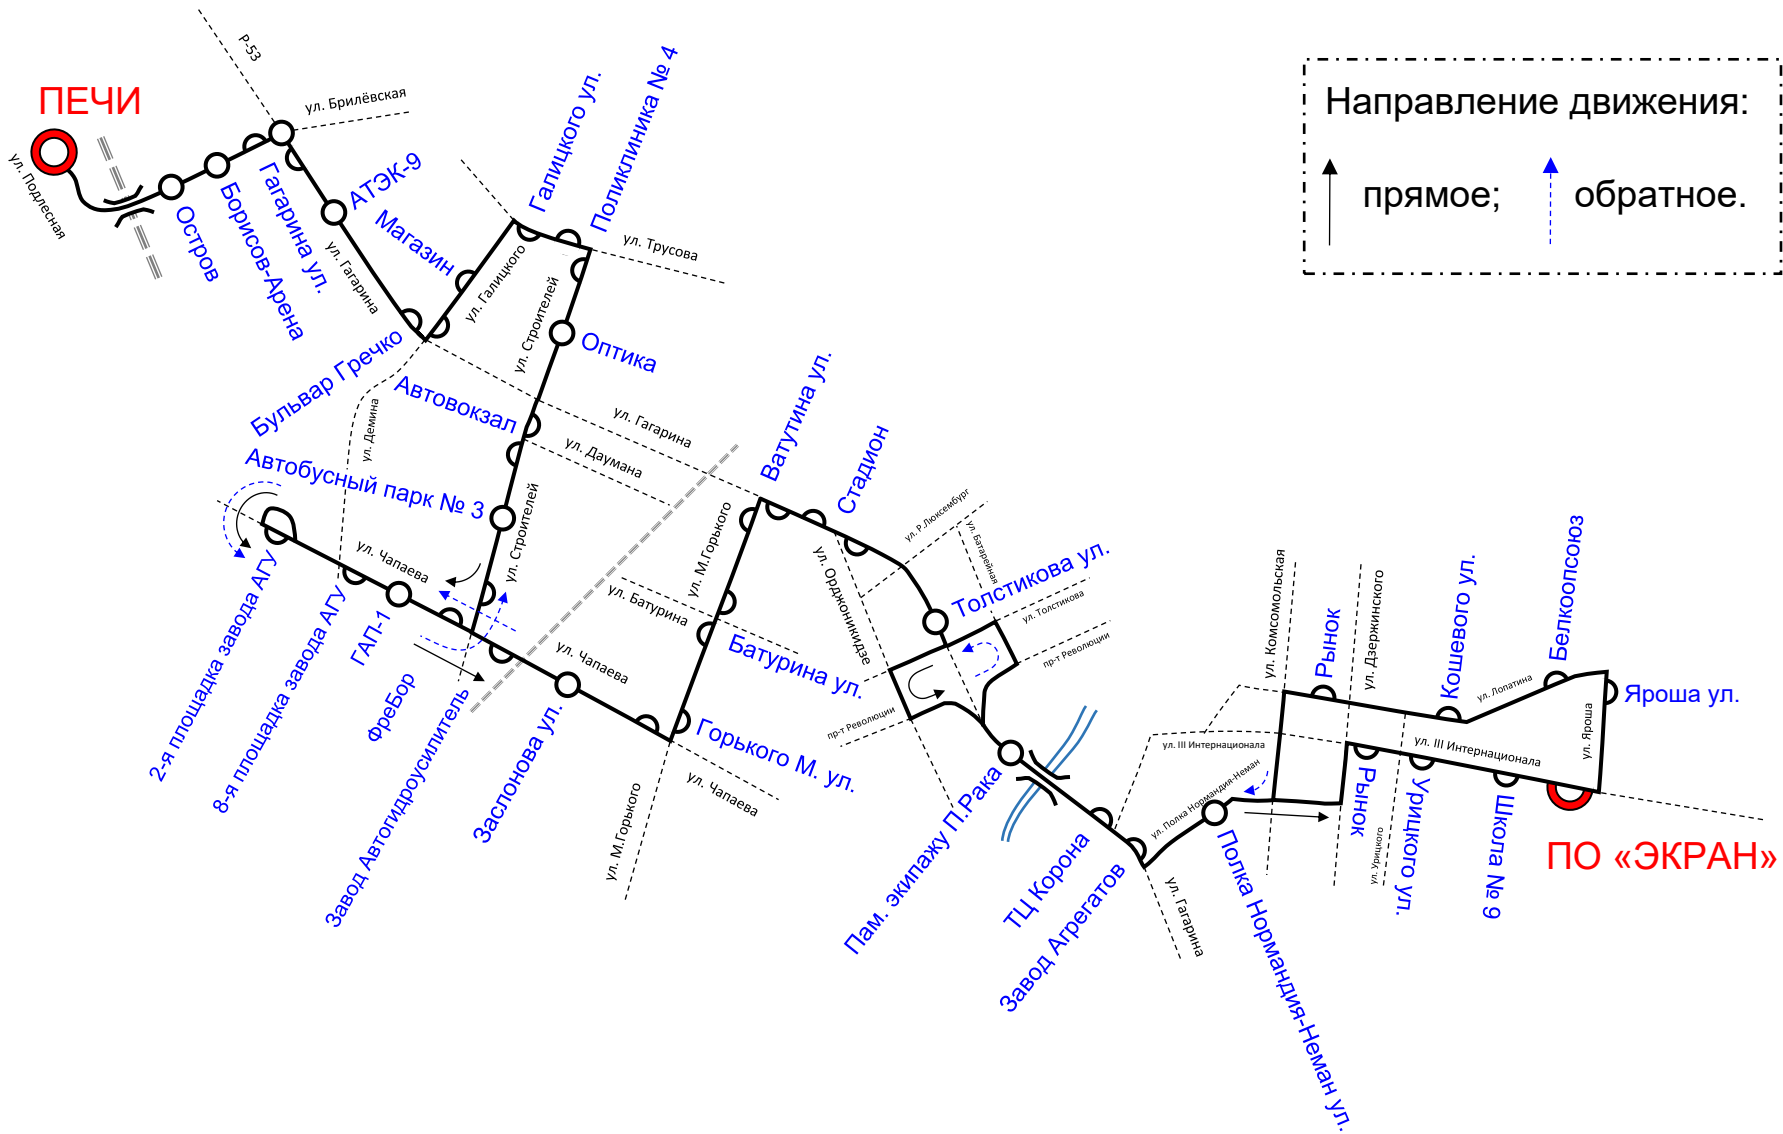 Р-53
ПЕЧИ
ул. Подлесная
ул. Брилёвская
Остров
Борисов-Арена
Гагарина ул.
АТЭК-9
ул. Гагарина
Магазин
Бульвар Гречко
Галицкого ул.
ул. Галицкого
Поликлиника № 4
ул. Трусова
ул. Строителей
Оптика
Автовокзал
ул. Гагарина
ул. Даумана
ул. Демина
Автобусный парк № 3
ул. Строителей
ул. Чапаева
2-я площадка завода АГУ
8-я площадка завода АГУ
ГАП-1
ФреБор
Завод Автогидроусилитель
Заслонова ул.
ул. Чапаева
Горького М. ул.
ул. Чапаева
ул. М.Горького
ул. М.Горького
ул. Батурина
Батурина ул.
Ватутина ул.
Стадион
ул. Орджоникидзе
ул. Р.Люксембург
ул. Батарейная
Толстикова ул.
ул. Толстикова
пр-т Революции
пр-т Революции
Пам. экипажу П.Рака
ТЦ Корона
Завод Агрегатов
ул. Гагарина
ул. Полка Нормандия-Неман
Полка Нормандия-Неман ул.
ул. III Интернационала
ул. Комсомольская
Рынок
ул. Дзержинского
Рынок
ул. Урицкого
Урицкого ул.
Кошевого ул.
ул. Лопатина
Белкоопсоюз
Яроша ул.
ул. Яроша
ул. III Интернационала
Школа № 9
ПО «ЭКРАН»
Направление движения:
прямое;
обратное.